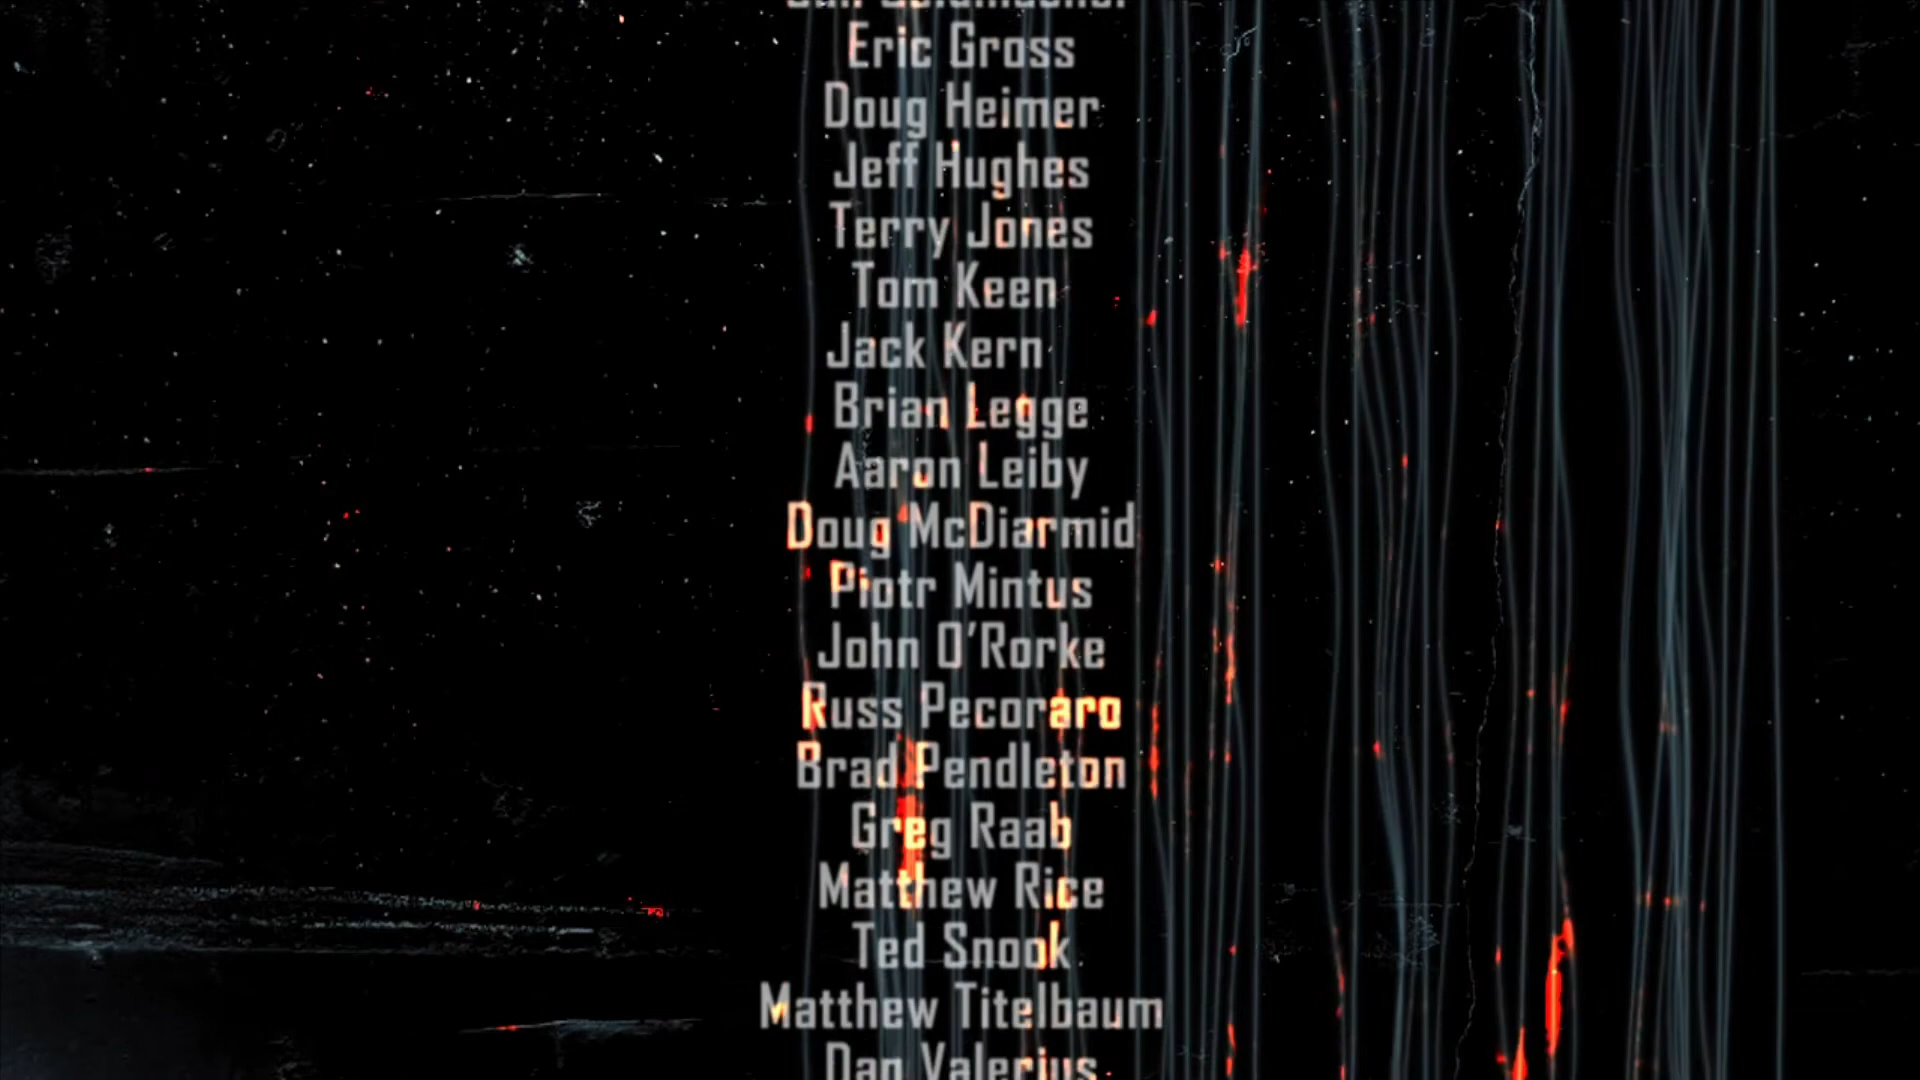 Eric Gross
Doug Heimer
Jeff Hughes
Terry Jones
Tom Keen
Jack Kern
Brian Legge
Aaron Leiby
Doug McDiarmid
Piotr Mintus
John O'Rorke
Russ Pecoraro
Brad Pendleton
Greg Raab
Matthew Rice
Ted Snook
Matthew Titelbaum
Dan Valerius